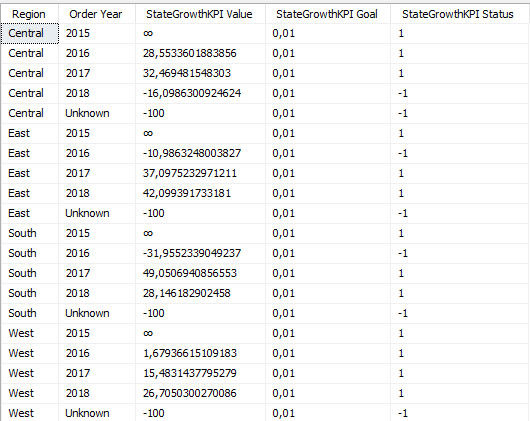 Region Order Year StateGrowthKPI Value StateGrowthKPI Goal StateGrowthKPI Status
Central 2015 ∞ 0,01 1
Central 2016 28,5533601883856 0,01 1
Central 2017 32,469481548303 0,01 1
Central 2018 -16,0986300924624 0,01 -1
Central Unknown -100 0,01 -1
East 2015 ∞ 0,01 1
East 2016 -10,9863248003827 0,01 -1
East 2017 37,0975232971211 0,01 1
East 2018 42,099391733181 0,01 1
East Unknown -100 0,01 -1
South 2015 ∞ 0,01 1
South 2016 -31,9552339049237 0,01 -1
South 2017 49,0506940856553 0,01 1
South 2018 28,146182902458 0,01 1
South Unknown -100 0,01 -1
West 2015 ∞ 0,01 1
West 2016 1,67936615109183 0,01 1
West 2017 15,4831437795279 0,01 1
West 2018 26,7050300270086 0,01 1
West Unknown -100 0,01 -1